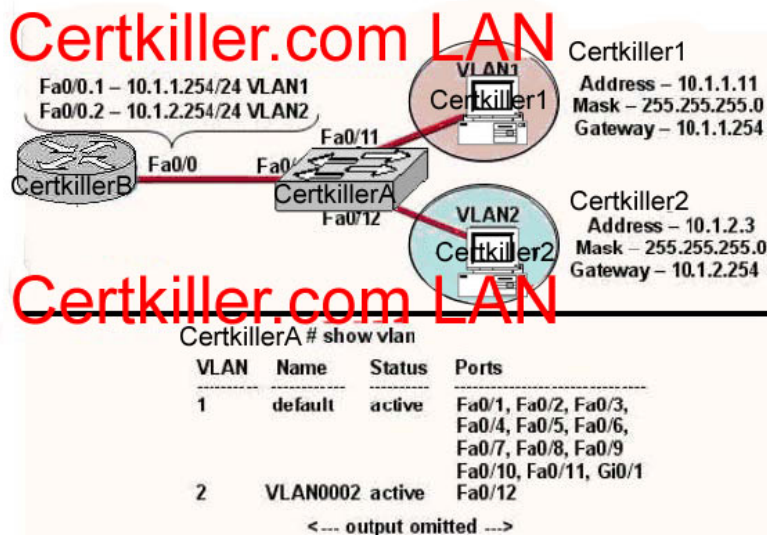 Certkiller.com LAN
Fa0/0.1 – 10.1.1.254/24 VLAN1
Fa0/0.2 – 10.1.2.254/24 VLAN2
Fa0/0
CertkillerB
Fa0/
CertkillerA
Fa0/11
Fa0/12
VLAN1
Certkiller1
Certkiller1
Address – 10.1.1.11
Mask – 255.255.255.0
Gateway – 10.1.1.254
VLAN2
Certkiller2
Certkiller2
Address – 10.1.2.3
Mask – 255.255.255.0
Gateway – 10.1.2.254
Certkiller.com LAN
CertkillerA # show vlan
VLAN Name Status Ports
1 default active Fa0/1, Fa0/2, Fa0/3,
Fa0/4, Fa0/5, Fa0/6,
Fa0/7, Fa0/8, Fa0/9
Fa0/10, Fa0/11, Gi0/1
2 VLAN0002 active Fa0/12
<--- output omitted --->